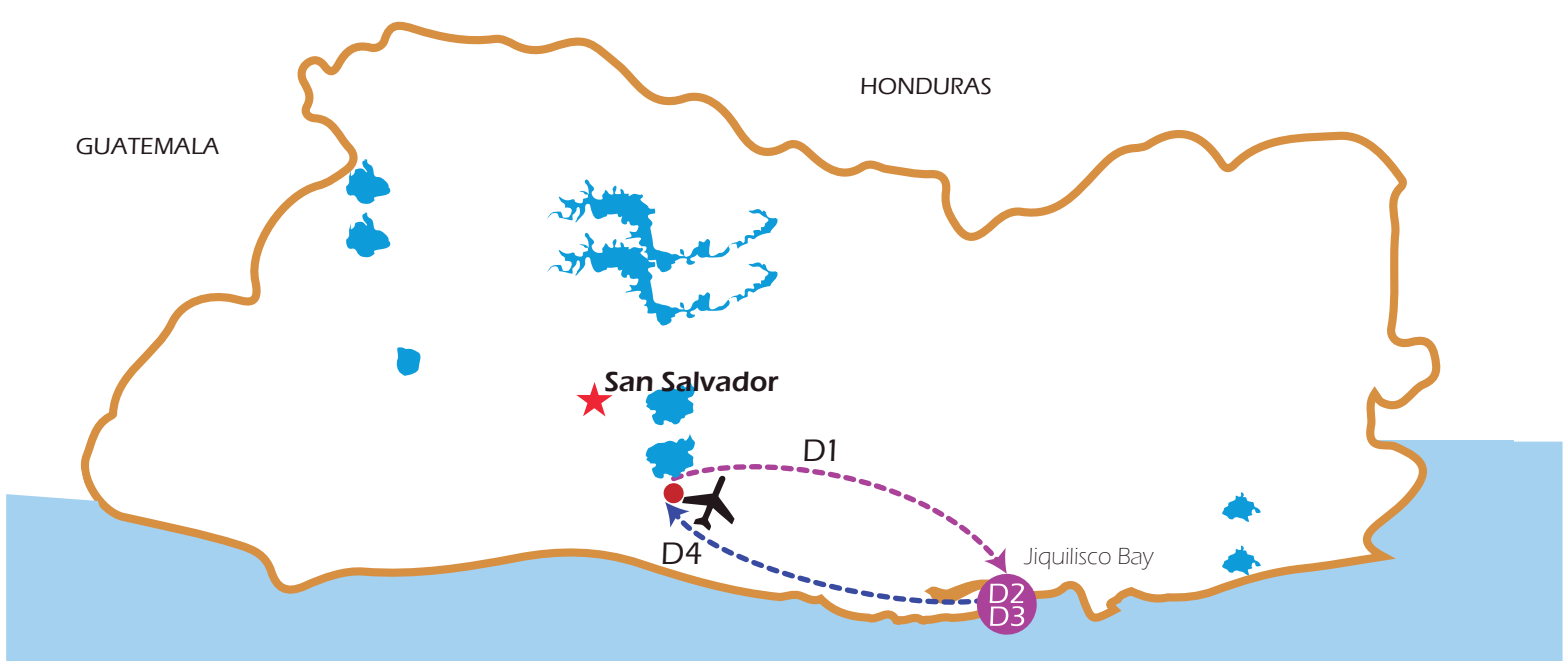 HONDURAS
GUATEMALA
San Salvador
D1
D4
Jiquilisco Bay
D2
D3